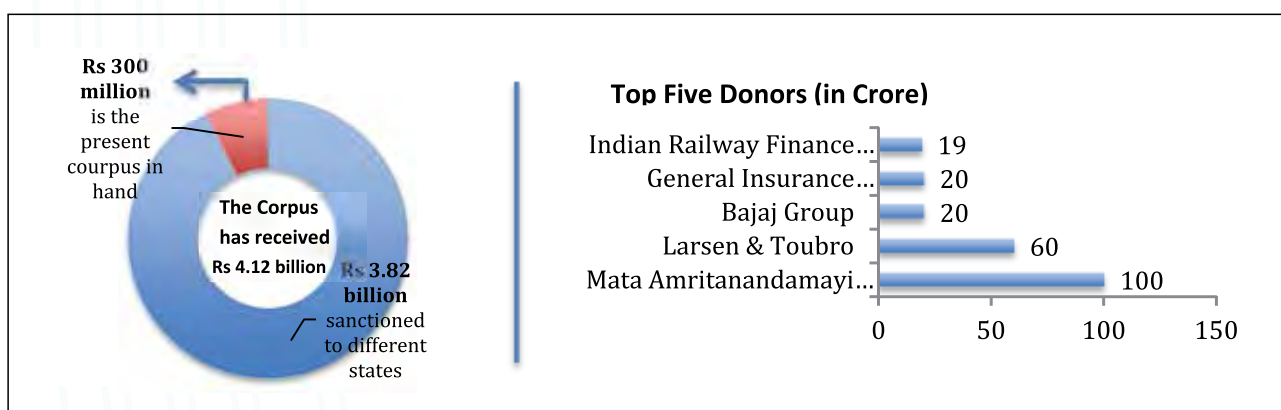 Rs 300
million
is the
present
courpus in
hand
The Corpus
has received
Rs 4.12 billion
Rs 3.82
billion
sanctioned
to different
states
Top Five Donors (in Crore)
Indian Railway Finance... 19
General Insurance... 20
Bajaj Group 20
Larsen & Toubro 60
Mata Amritanandamayi... 100
0 50 100 150